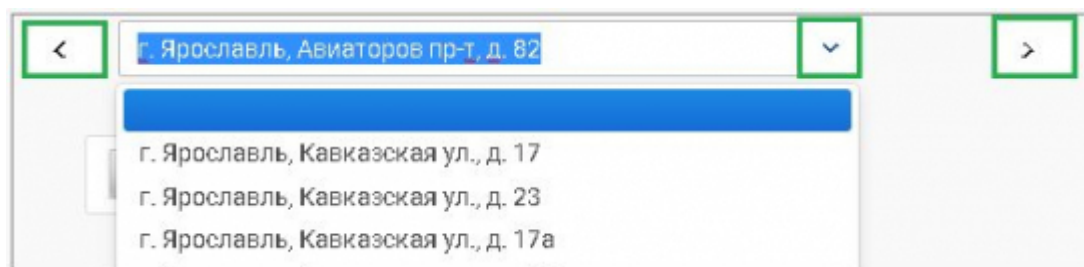 г. Ярославль, Авиаторов пр-т, д. 82
г. Ярославль, Кавказская ул., д. 17
г. Ярославль, Кавказская ул., д. 23
г. Ярославль, Кавказская ул., д. 17а